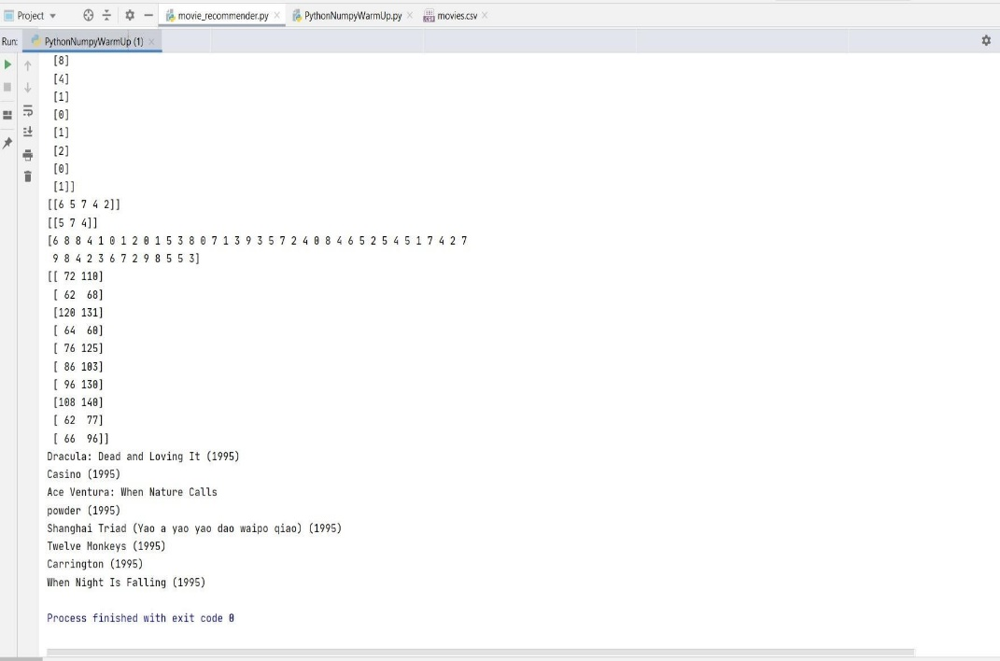 Project movie_recommender.py PythonNumpyWarmUp.py movies.csv
Run: PythonNumpyWarmUp (1)
[8]
[4]
[1]
[0]
[1]
[2]
[0]
[1]]
[[6 5 7 4 2]]
[[5 7 4]]
[6 8 8 4 1 0 1 2 0 1 5 3 8 0 7 1 3 9 3 5 7 2 4 0 8 4 6 5 2 5 4 5 1 7 4 2 7
9 8 4 2 3 6 7 2 9 8 5 5 3]
[[ 72 110]
[ 62  68]
[120 131]
[ 64  60]
[ 76 125]
[ 86 103]
[ 96 130]
[108 140]
[ 62  77]
[ 66  96]]
Dracula: Dead and Loving It (1995)
Casino (1995)
Ace Ventura: When Nature Calls
powder (1995)
Shanghai Triad (Yao a yao yao dao waipo qiao) (1995)
Twelve Monkeys (1995)
Carrington (1995)
When Night Is Falling (1995)
Process finished with exit code 0